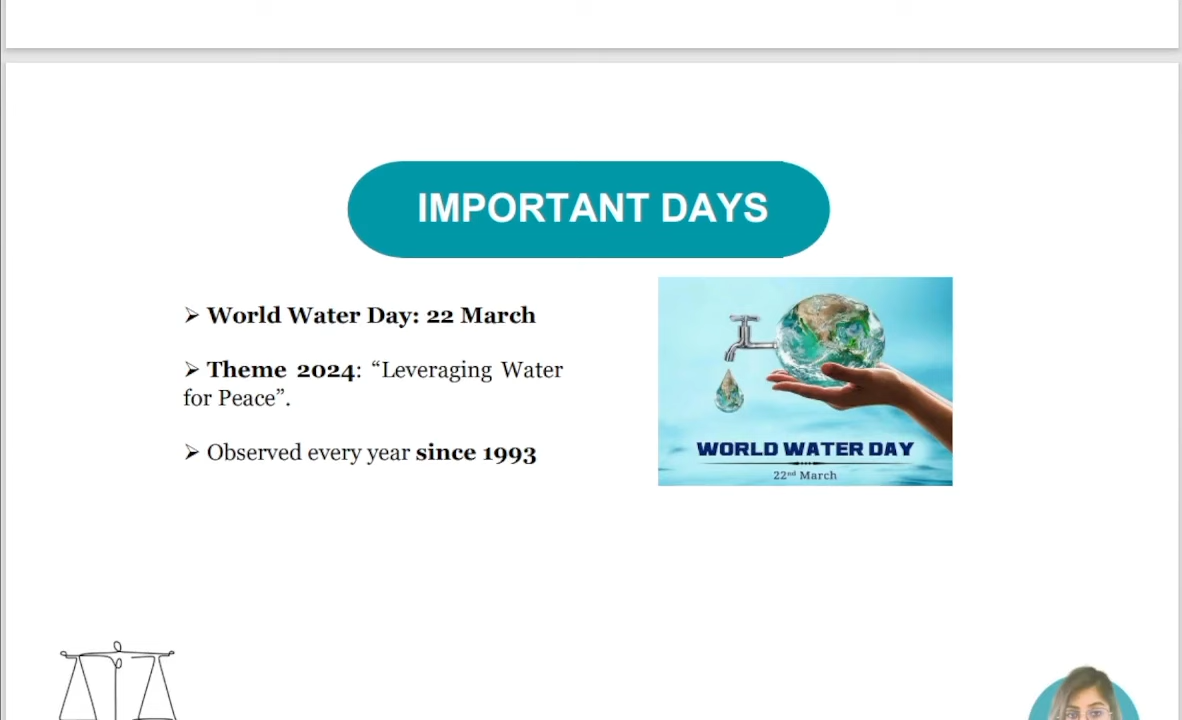 IMPORTANT DAYS
➢ World Water Day: 22 March
➢ Theme 2024: “Leveraging Water
for Peace”.
➢ Observed every year since 1993
WORLD WATER DAY
22nd March